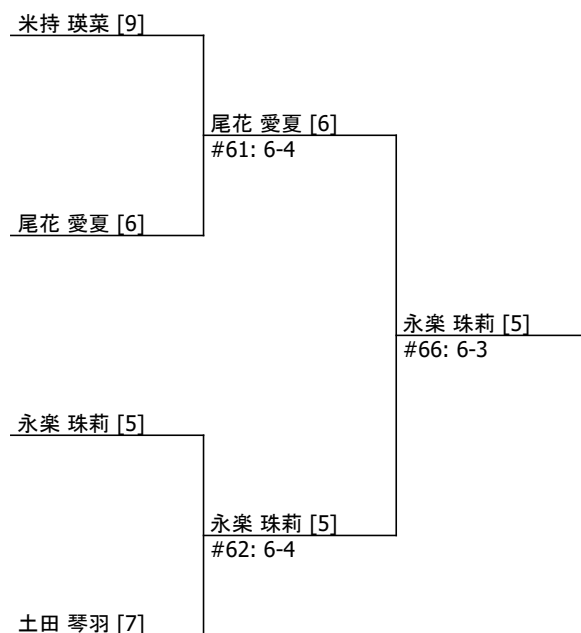 米持 瑛菜 [9]
尾花 愛夏 [6]
#61: 6-4
尾花 愛夏 [6]
永楽 珠莉 [5]
#66: 6-3
永楽 珠莉 [5]
永楽 珠莉 [5]
#62: 6-4
土田 琴羽 [7]